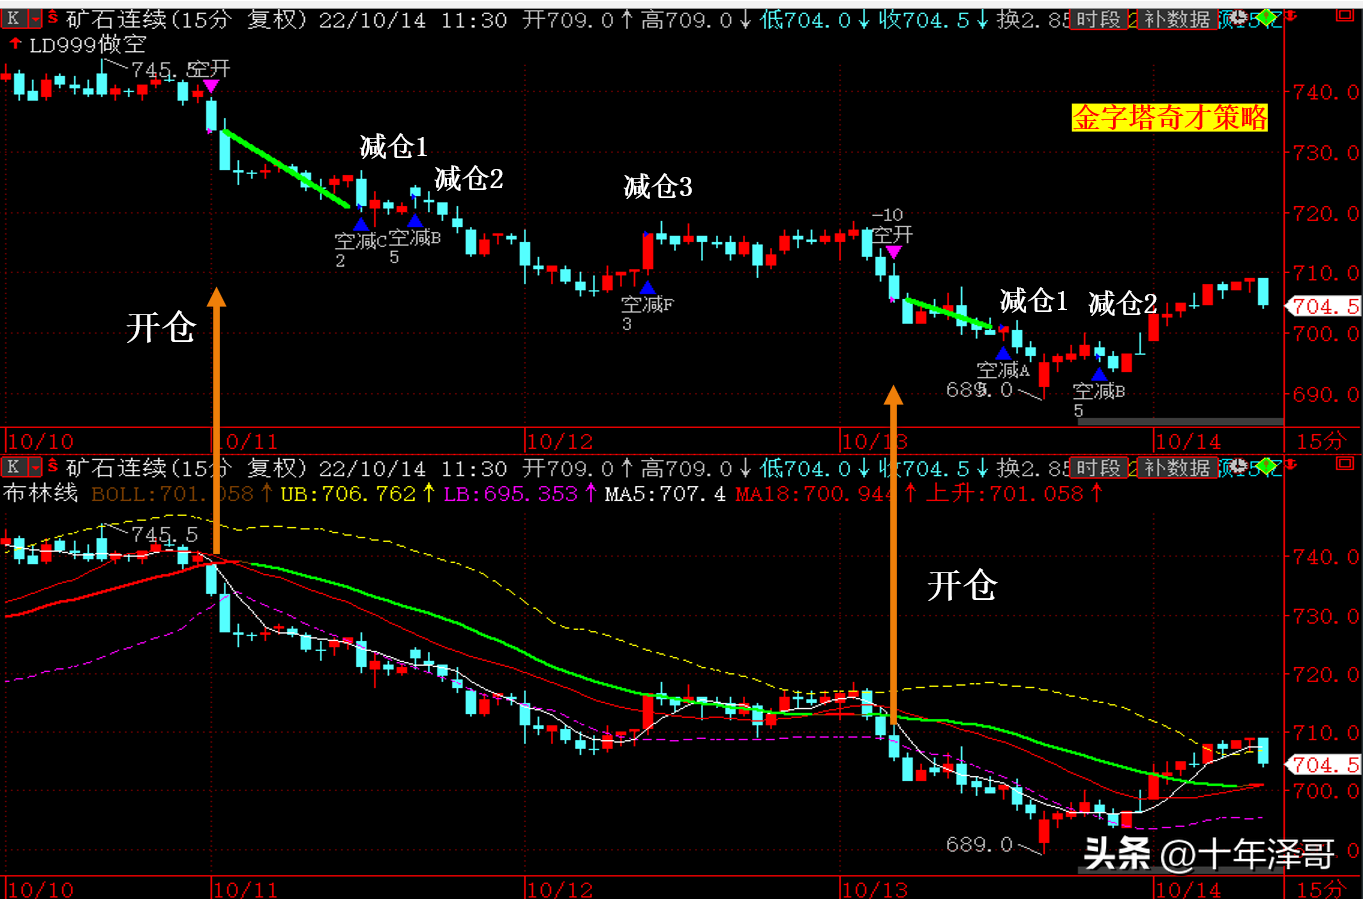 K 矿石连续(15分 复权) 22/10/14 11:30 开709.0↑高709.0↓低704.0↓收704.5↓换2.8 时段 补数据
↑LD999做空
745.5
空开
740.0
金字塔奇才策略
减仓1
730.0
减仓2
减仓3
720.0
-10
空开
空减C
2
空减B
5
710.0
空减F
3
开仓
减仓1
减仓2
704.5
700.0
空减A
689.0
空减B
5
690.0
10/10
10/11
10/12
10/13
10/14
15分
K 矿石连续(15分 复权) 22/10/14 11:30 开709.0↑高709.0↓低704.0↓收704.5↓换2.8 时段 补数据
布林线 BOLL:701.058↑UB:706.762↑LB:695.353↑MA5:707.4 MA18:700.944↑上升:701.058↑
745.5
740.0
开仓
730.0
720.0
710.0
704.5
700.0
689.0
头条 @十年泽哥
10/10
10/11
10/12
10/13
10/14
15分